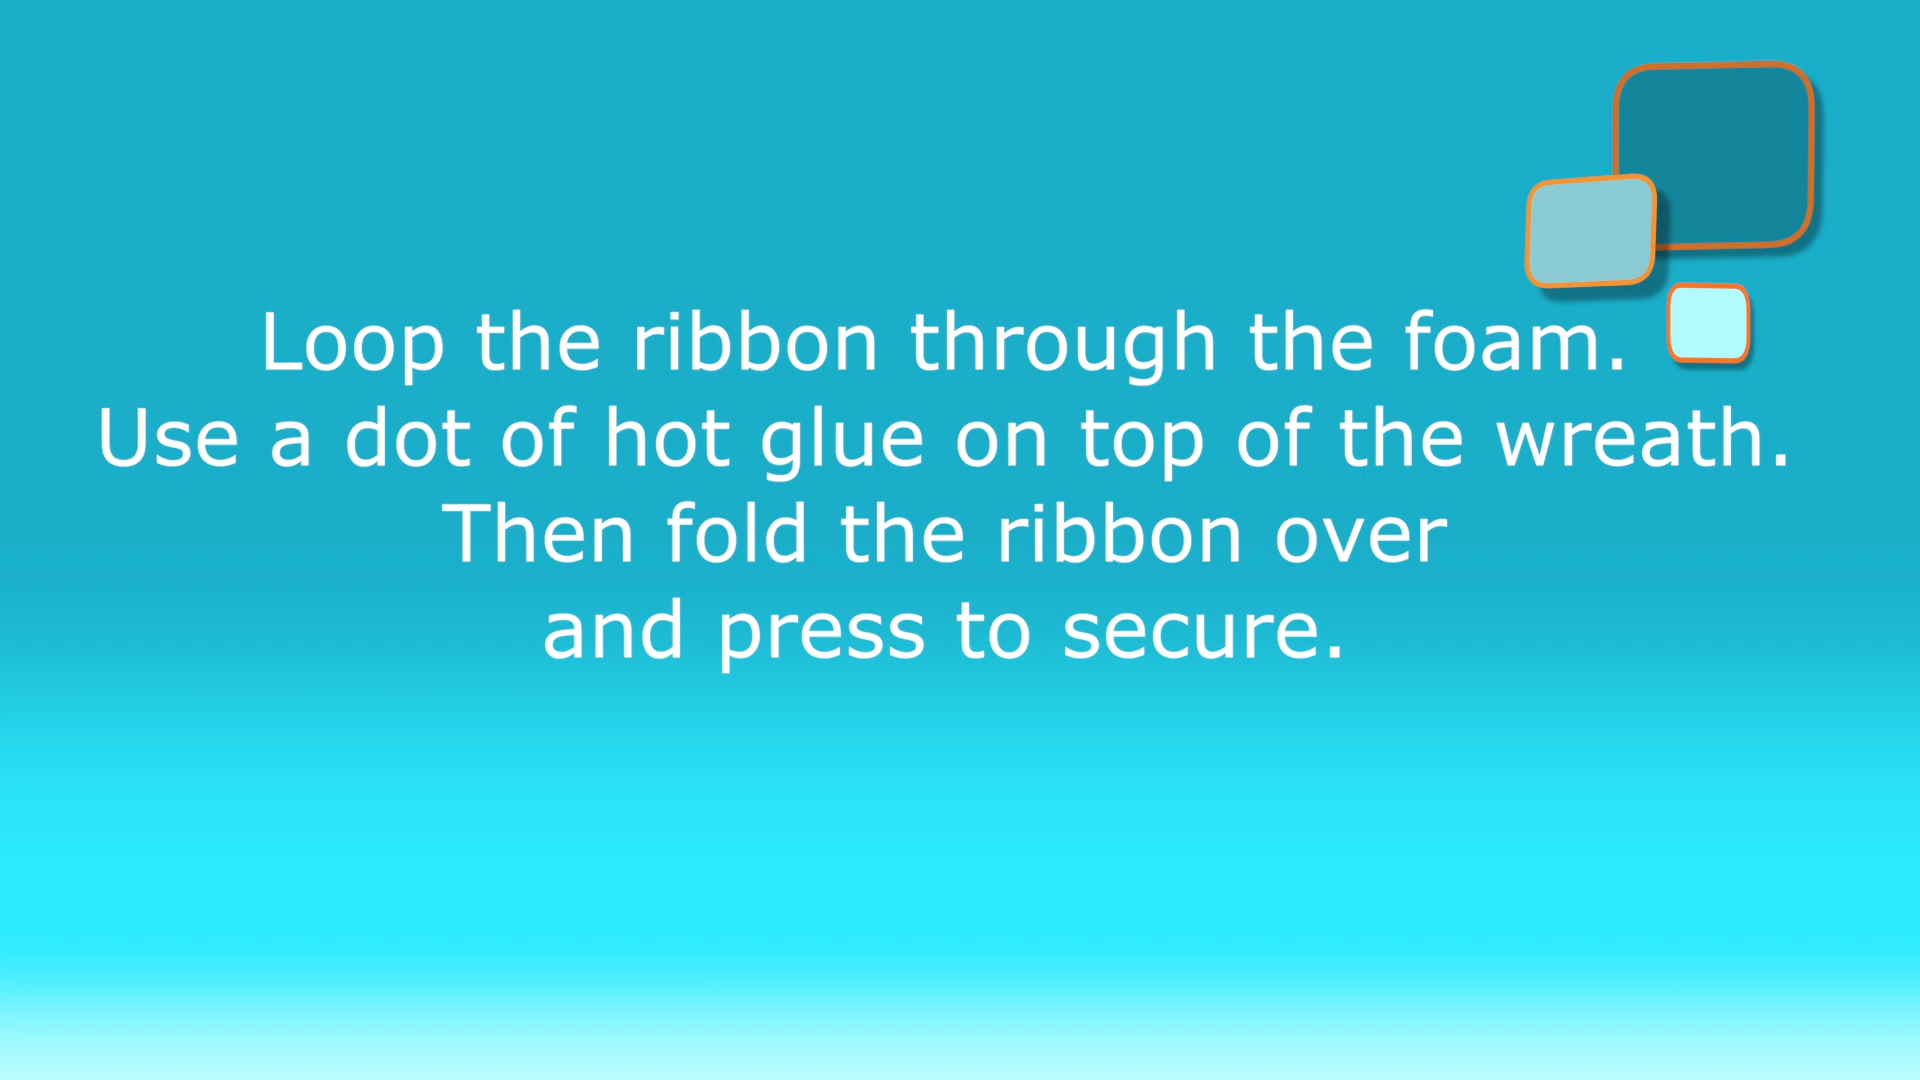 Loop the ribbon through the foam.
Use a dot of hot glue on top of the wreath.
Then fold the ribbon over
and press to secure.